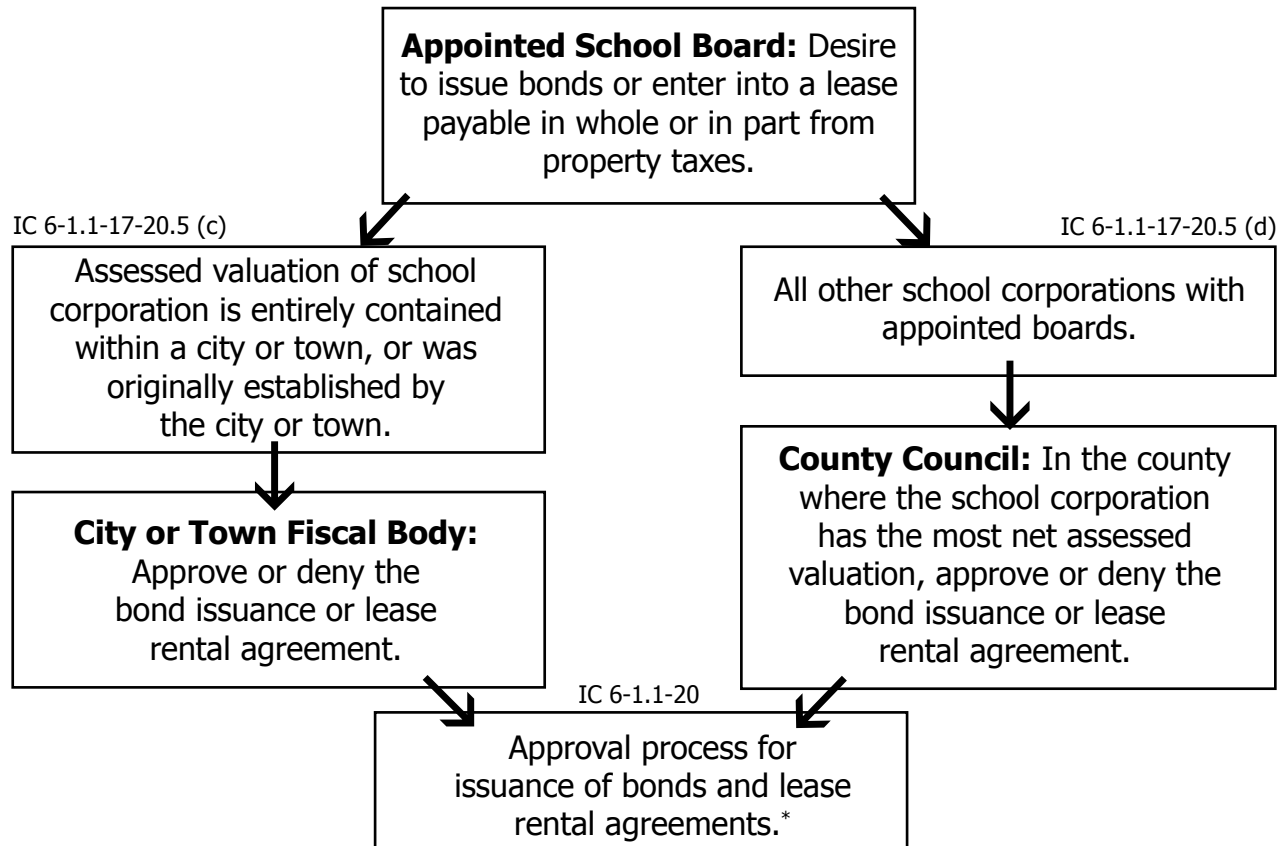 Appointed School Board: Desire
to issue bonds or enter into a lease
payable in whole or in part from
property taxes.
IC 6-1.1-17-20.5 (c)
Assessed valuation of school
corporation is entirely contained
within a city or town, or was
originally established by
the city or town.
City or Town Fiscal Body:
Approve or deny the
bond issuance or lease
rental agreement.
IC 6-1.1-17-20.5 (d)
All other school corporations with
appointed boards.
County Council: In the county
where the school corporation
has the most net assessed
valuation, approve or deny the
bond issuance or lease
rental agreement.
IC 6-1.1-20
Approval process for
issuance of bonds and lease
rental agreements.*